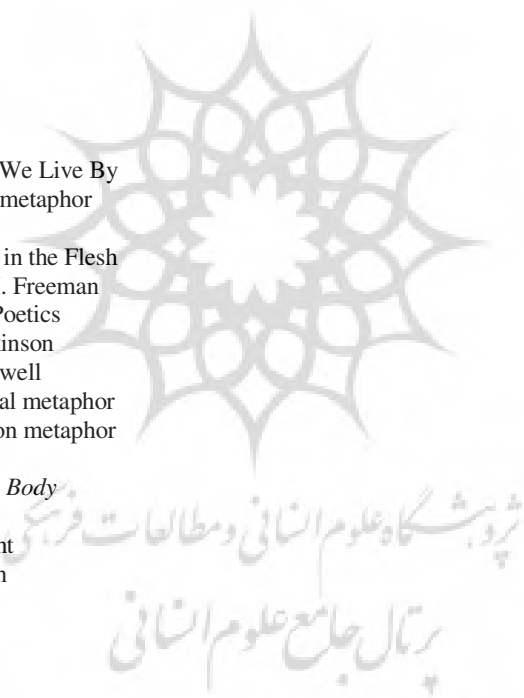 We Live By
metaphor
in the Flesh
. Freeman
Poetics
kinson
well
al metaphor
on metaphor
Body
nt
n
پژوهشگاه علوم انسانی و مطالعات فرهنگی
پرتال جامع علوم انسانی